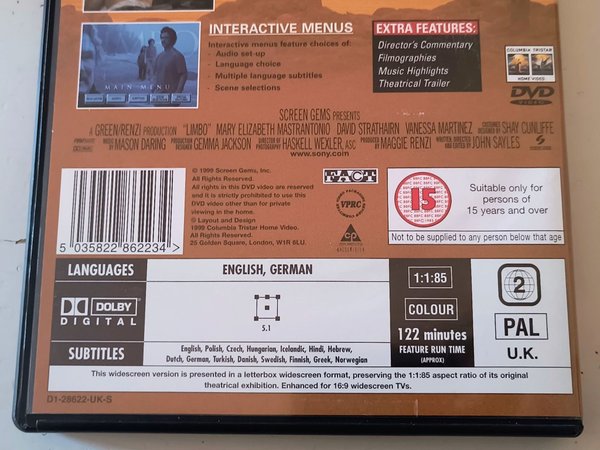 INTERACTIVE MENUS
Interactive menus feature choices of:
- Audio set-up
- Language choice
- Multiple language subtitles
- Scene selections
MAIN MENU
EXTRA FEATURES:
Director's Commentary
Filmographies
Music Highlights
Theatrical Trailer
COLUMBIA TRISTAR
HOME VIDEO
DVD
VIDEO
SCREEN GEMS PRESENTS
A GREEN/RENZI PRODUCTION "LIMBO" MARY ELIZABETH MASTRANTONIO DAVID STRATHAIRN VANESSA MARTINEZ COSTUMES DESIGNED BY SHAY CUNLIFFE
MUSIC BY MASON DARING PRODUCTION DESIGNER GEMMA JACKSON DIRECTOR OF PHOTOGRAPHY HASKELL WEXLER, ASC PRODUCED BY MAGGIE RENZI WRITTEN, DIRECTED AND EDITED BY JOHN SAYLES
www.sony.com
5 035822 862234 >
© 1999 Screen Gems, Inc.
All Rights Reserved.
All rights in this DVD video are reserved
and it is strictly prohibited to use this
DVD video other than for private
viewing in the home.
© Layout and Design
1999 Columbia Tristar Home Video.
All Rights Reserved.
25 Golden Square, London, W1R 6LU.
FACT
VPRC
15
Suitable only for
persons of
15 years and over
Not to be supplied to any person below that age
LANGUAGES
ENGLISH, GERMAN
DOLBY
DIGITAL
5.1
SUBTITLES
English, Polish, Czech, Hungarian, Icelandic, Hindi, Hebrew,
Dutch, German, Turkish, Danish, Swedish, Finnish, Greek, Norwegian
1:1:85
COLOUR
122 minutes
FEATURE RUN TIME
(APPROX)
2
PAL
U.K.
This widescreen version is presented in a letterbox widescreen format, preserving the 1:1:85 aspect ratio of its original
theatrical exhibition. Enhanced for 16:9 widescreen TVs.
D1-28622-UK-S